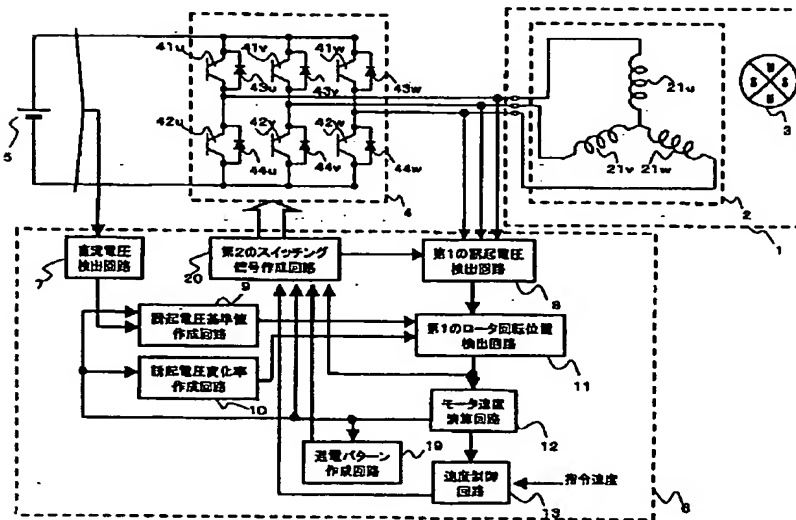 41u
41v
41w
43u
43v
43w
42u
42v
42w
44u
44v
44w
4
5
21u
21v
21w
2
1
N
S
S
3
直流電圧
検出回路
7
第2のスイッチング
信号作成回路
20
第1の誘起電圧
検出回路
8
9
誘起電圧基準値
作成回路
第1のロータ回転位置
検出回路
11
誘起電圧変化率
作成回路
10
モータ速度
演算回路
12
19
通電パターン
作成回路
速度制御
回路
13
指令速度
6